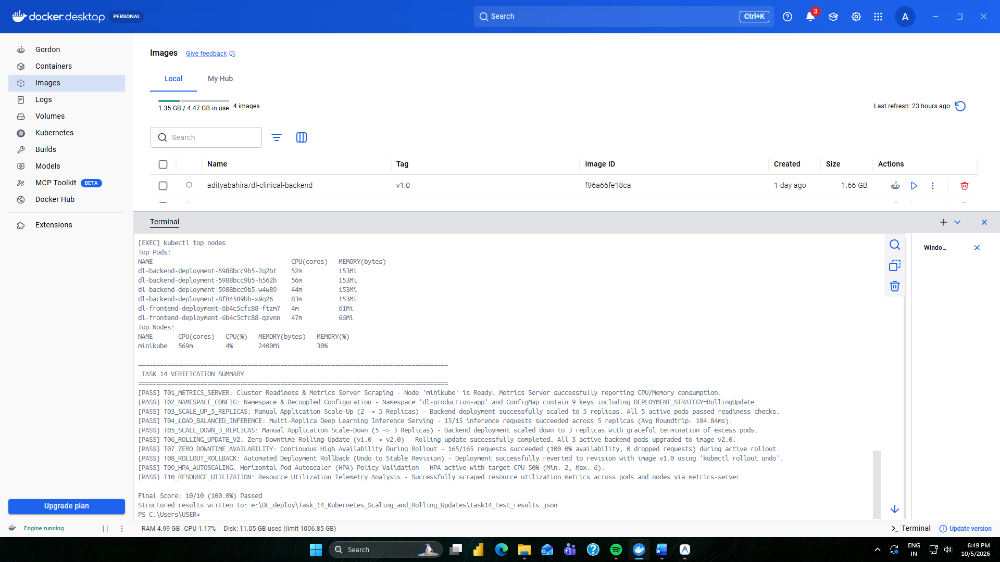 docker.desktop PERSONAL
Search Ctrl+K
3
A
Gordon
Containers
Images
Logs
Volumes
Kubernetes
Builds
Models
MCP Toolkit BETA
Docker Hub
Extensions
Upgrade plan
Images Give feedback
Local My Hub
1.35 GB / 4.47 GB in use 4 images
Last refresh: 23 hours ago
Search
Name Tag Image ID Created Size Actions
adityabahira/dl-clinical-backend v1.0 f96a66fe18ca 1 day ago 1.66 GB
Terminal
Windo...
[EXEC] kubectl top nodes
Top Pods:
NAME CPU(cores) MEMORY(bytes)
dl-backend-deployment-5988bcc9b5-2q2bt 52m 153Mi
dl-backend-deployment-5988bcc9b5-h562h 56m 153Mi
dl-backend-deployment-5988bcc9b5-w4w89 44m 153Mi
dl-backend-deployment-8f84589bb-s9q26 83m 153Mi
dl-frontend-deployment-6b4c5cfc88-ftzm7 4m 61Mi
dl-frontend-deployment-6b4c5cfc88-qzvnn 47m 66Mi
Top Nodes:
NAME CPU(cores) CPU(%) MEMORY(bytes) MEMORY(%)
minikube 569m 4% 2400Mi 30%
=====================================================================================
TASK 14 VERIFICATION SUMMARY
=====================================================================================
[PASS] T01_METRICS_SERVER: Cluster Readiness & Metrics Server Scraping - Node 'minikube' is Ready. Metrics Server successfully reporting CPU/Memory consumption.
[PASS] T02_NAMESPACE_CONFIG: Namespace & Decoupled Configuration - Namespace 'dl-production-app' and ConfigMap contain 9 keys including DEPLOYMENT_STRATEGY=RollingUpdate.
[PASS] T03_SCALE_UP_5_REPLICAS: Manual Application Scale-Up (2 -> 5 Replicas) - Backend deployment successfully scaled to 5 replicas. All 5 active pods passed readiness checks.
[PASS] T04_LOAD_BALANCED_INFERENCE: Multi-Replica Deep Learning Inference Serving - 15/15 inference requests succeeded across 5 replicas (Avg Roundtrip: 104.84ms).
[PASS] T05_SCALE_DOWN_3_REPLICAS: Manual Application Scale-Down (5 -> 3 Replicas) - Backend deployment scaled down to 3 replicas with graceful termination of excess pods.
[PASS] T06_ROLLING_UPDATE_V2: Zero-Downtime Rolling Update (v1.0 -> v2.0) - Rolling update successfully completed. All 3 active backend pods upgraded to image v2.0.
[PASS] T07_ZERO_DOWNTIME_AVAILABILITY: Continuous High Availability During Rollout - 165/165 requests succeeded (100.0% availability, 0 dropped requests) during active rollout.
[PASS] T08_ROLLOUT_ROLLBACK: Automated Deployment Rollback (Undo to Stable Revision) - Deployment successfully reverted to revision with image v1.0 using 'kubectl rollout undo'.
[PASS] T09_HPA_AUTOSCALING: Horizontal Pod Autoscaler (HPA) Policy Validation - HPA active with target CPU 50% (Min: 2, Max: 6).
[PASS] T10_RESOURCE_UTILIZATION: Resource Utilization Telemetry Analysis - Successfully scraped resource utilization metrics across pods and nodes via metrics-server.
Final Score: 10/10 (100.0%) Passed
Structured results written to: e:\DL_deploy\Task_14_Kubernetes_Scaling_and_Rolling_Updates\task14_test_results.json
PS C:\Users\USER>
Engine running RAM 4.99 GB CPU 1.17% Disk: 11.05 GB used (limit 1006.85 GB) Terminal Update version
Search
ENG
IN
6:49 PM
10/5/2026